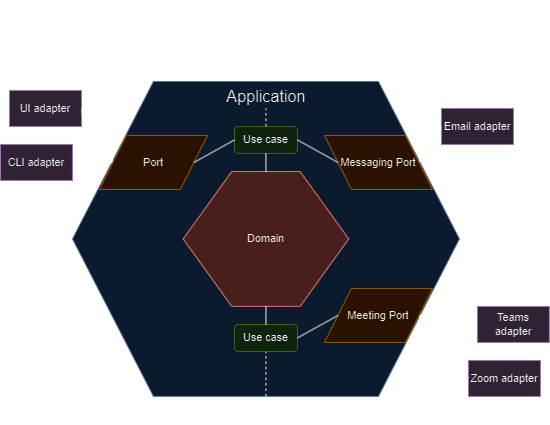 Application
UI adapter
Email adapter
Use case
CLI adapter
Port
Messaging Port
Domain
Meeting Port
Teams
adapter
Use case
Zoom adapter